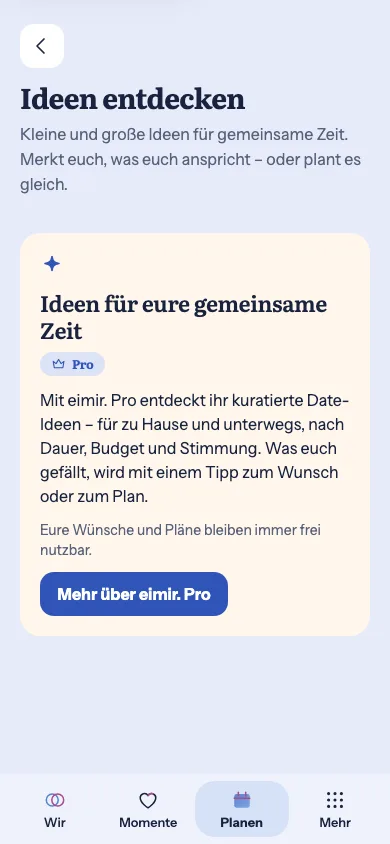 Ideen entdecken
Kleine und große Ideen für gemeinsame Zeit.
Merkt euch, was euch anspricht – oder plant es
gleich.
Ideen für eure gemeinsame
Zeit
Pro
Mit eimir. Pro entdeckt ihr kuratierte Date-
Ideen – für zu Hause und unterwegs, nach
Dauer, Budget und Stimmung. Was euch
gefällt, wird mit einem Tipp zum Wunsch
oder zum Plan.
Eure Wünsche und Pläne bleiben immer frei
nutzbar.
Mehr über eimir. Pro
Wir
Momente
Planen
Mehr